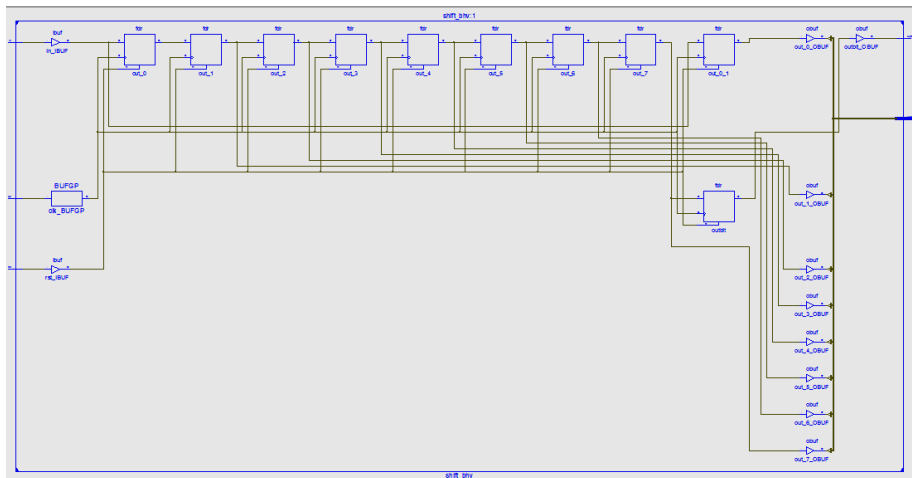 shift_bhv:1
ibuf
in_IBUF
fdr
out_0
fdr
out_1
fdr
out_2
fdr
out_3
fdr
out_4
fdr
out_5
fdr
out_6
fdr
out_7
fdr
out_0_1
obuf
out_0_OBUF
obuf
outbit_OBUF
BUFGP
clk_BUFGP
fdr
outbit
obuf
out_1_OBUF
ibuf
rst_IBUF
obuf
out_2_OBUF
obuf
out_3_OBUF
obuf
out_4_OBUF
obuf
out_5_OBUF
obuf
out_6_OBUF
obuf
out_7_OBUF
shift_bhv